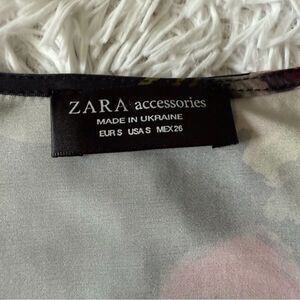 ZARA accessories
MADE IN UKRAINE
EUR S USA S MEX 26